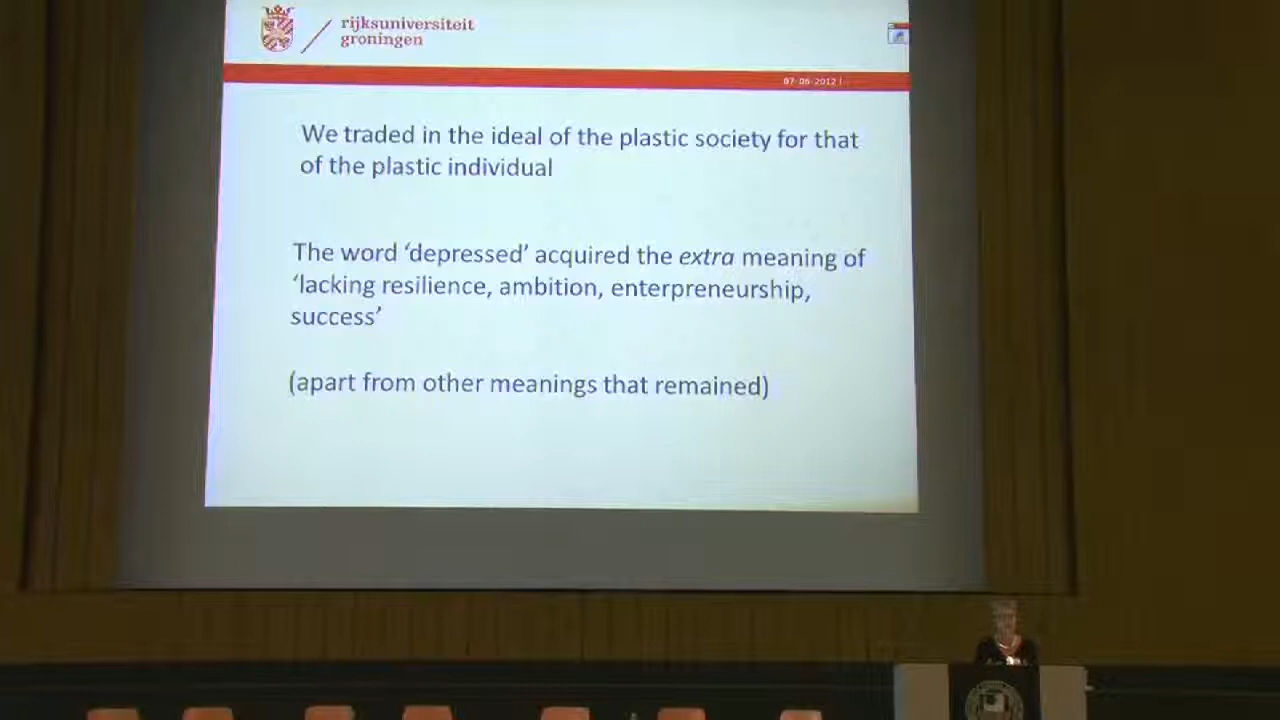 rijksuniversiteit
groningen
07-06-2012 |
We traded in the ideal of the plastic society for that
of the plastic individual
The word ‘depressed’ acquired the extra meaning of
‘lacking resilience, ambition, enterpreneurship,
success’
(apart from other meanings that remained)